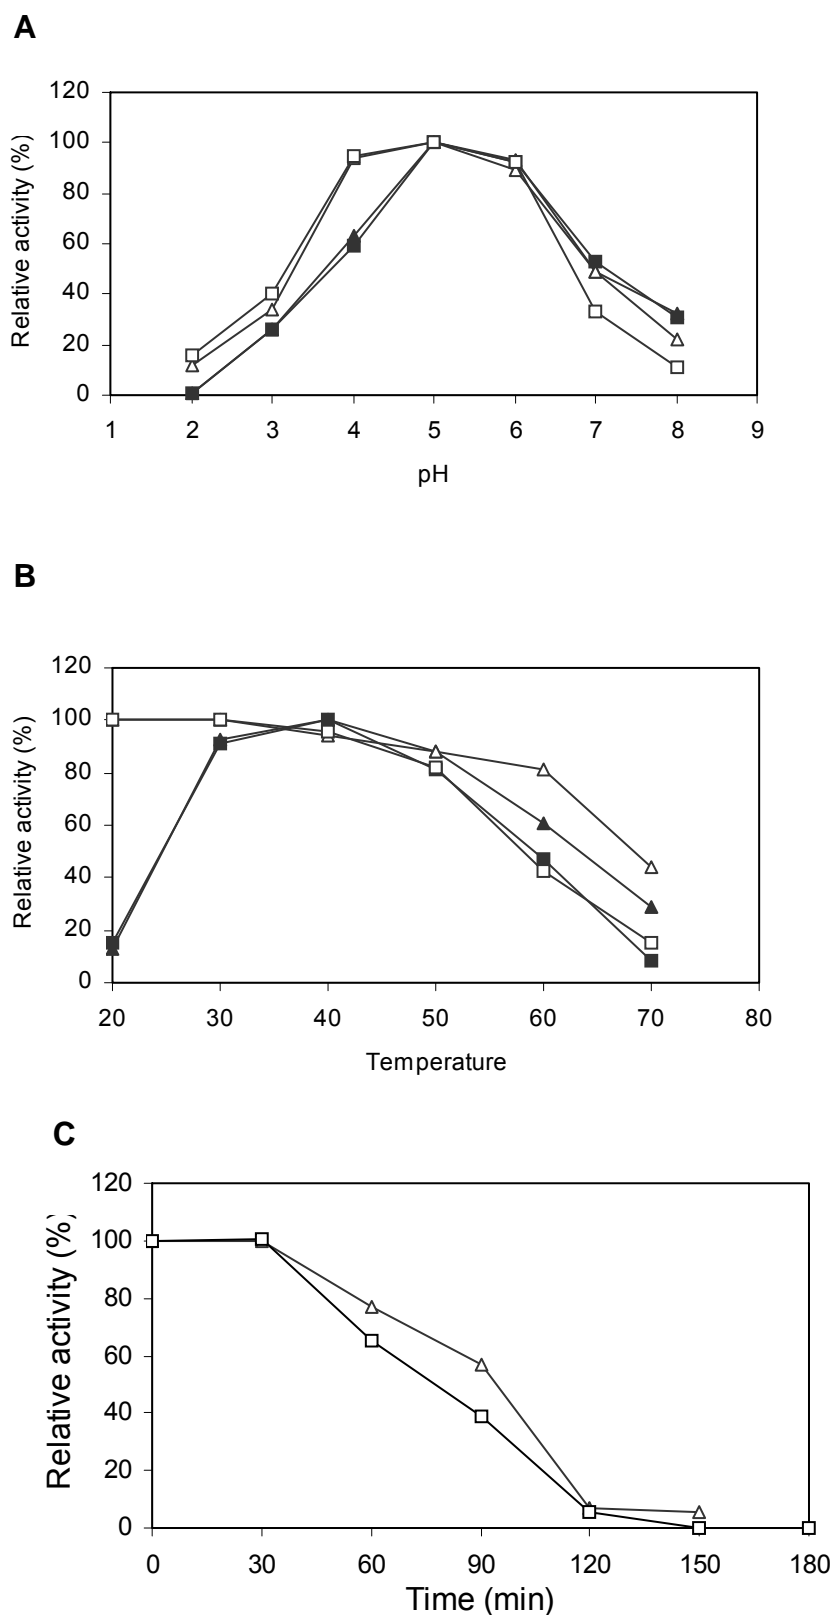 A
120
100
80
60
40
20
0
Relative activity (%)
1 2 3 4 5 6 7 8 9
pH
B
120
100
80
60
40
20
0
Relative activity (%)
20 30 40 50 60 70 80
Temperature
C
120
100
80
60
40
20
0
Relative activity (%)
0 30 60 90 120 150 180
Time (min)